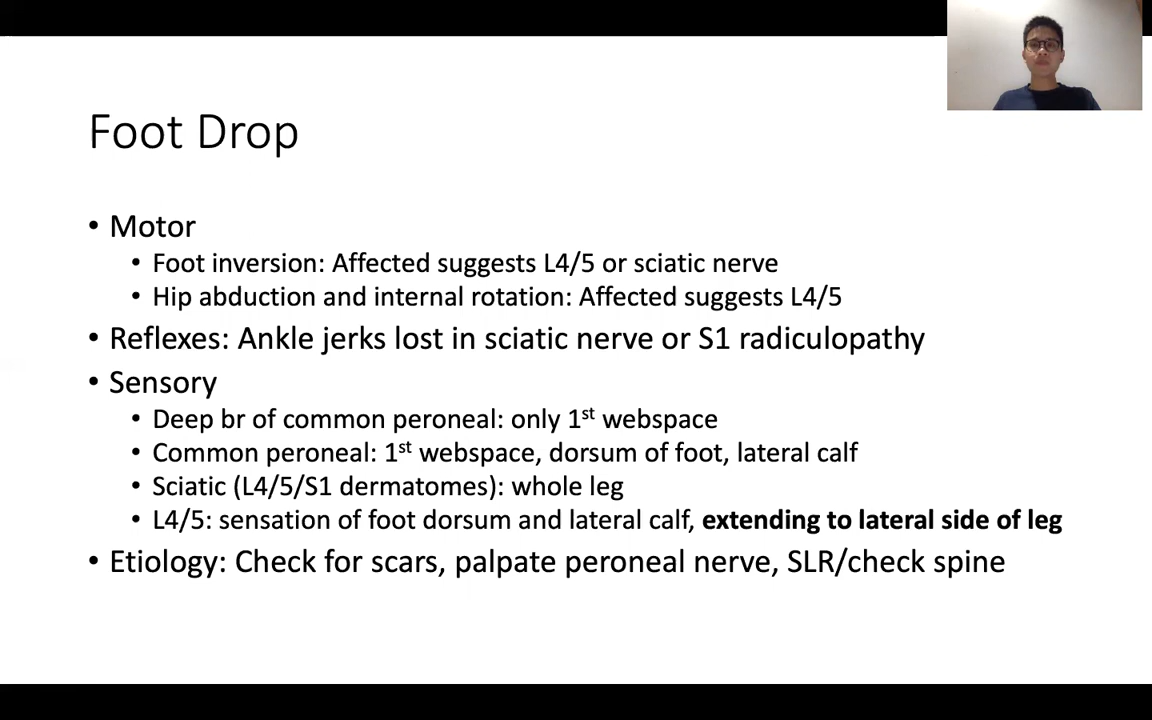 Foot Drop
• Motor
• Foot inversion: Affected suggests L4/5 or sciatic nerve
• Hip abduction and internal rotation: Affected suggests L4/5
• Reflexes: Ankle jerks lost in sciatic nerve or S1 radiculopathy
• Sensory
• Deep br of common peroneal: only 1st webspace
• Common peroneal: 1st webspace, dorsum of foot, lateral calf
• Sciatic (L4/5/S1 dermatomes): whole leg
• L4/5: sensation of foot dorsum and lateral calf, extending to lateral side of leg
• Etiology: Check for scars, palpate peroneal nerve, SLR/check spine